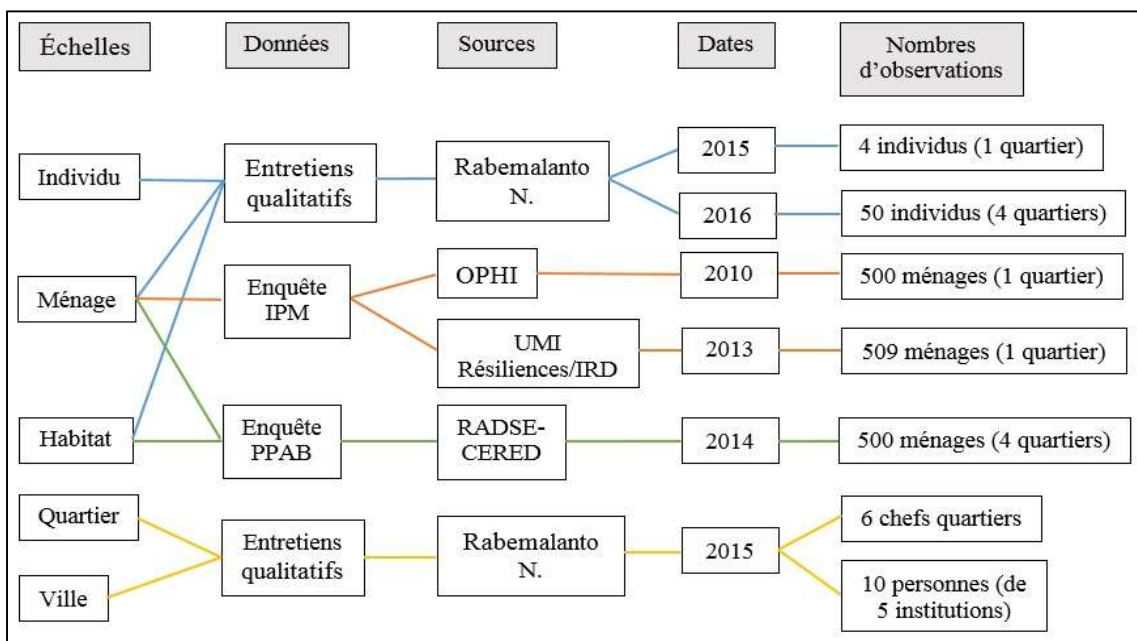 Échelles
Données
Sources
Dates
Nombres
d'observations
Individu
Entretiens
qualitatifs
Rabemalanto
N.
2015
4 individus (1 quartier)
2016
50 individus (4 quartiers)
Ménage
Enquête
IPM
OPHI
2010
500 ménages (1 quartier)
UMI
Résiliences/IRD
2013
509 ménages (1 quartier)
Habitat
Enquête
PPAB
RADSE-
CERED
2014
500 ménages (4 quartiers)
Quartier
Ville
Entretiens
qualitatifs
Rabemalanto
N.
2015
6 chefs quartiers
10 personnes (de
5 institutions)